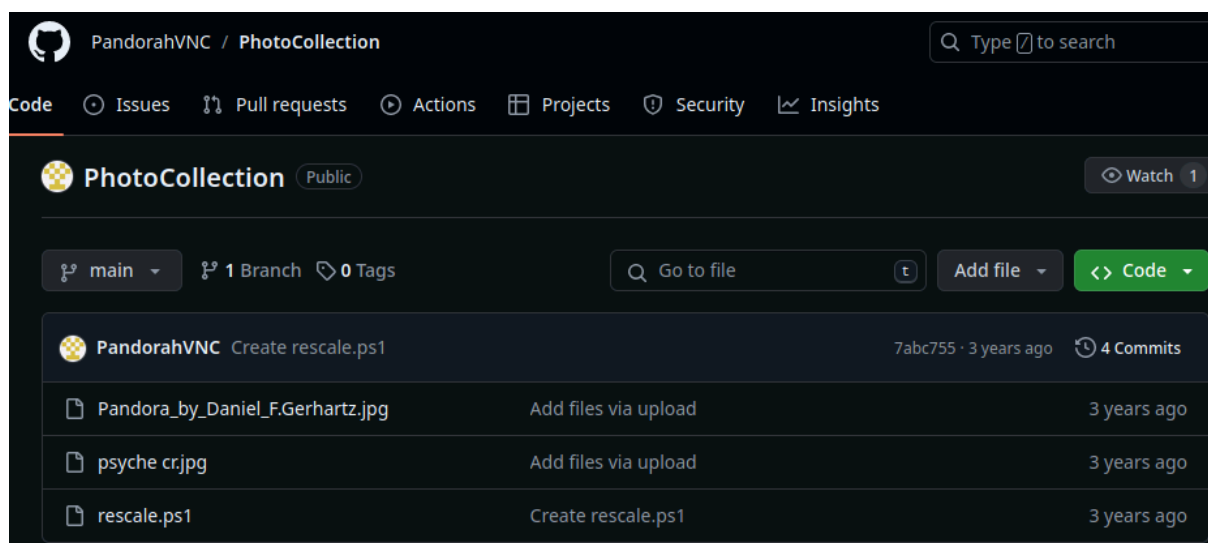 PandorahVNC / PhotoCollection
Type / to search
Code Issues Pull requests Actions Projects Security Insights
PhotoCollection Public
Watch 1
main 1 Branch 0 Tags Go to file t Add file <> Code
PandorahVNC Create rescale.ps1 7abc755 · 3 years ago 4 Commits
Pandora_by_Daniel_F.Gerhartz.jpg Add files via upload 3 years ago
psyche cr.jpg Add files via upload 3 years ago
rescale.ps1 Create rescale.ps1 3 years ago